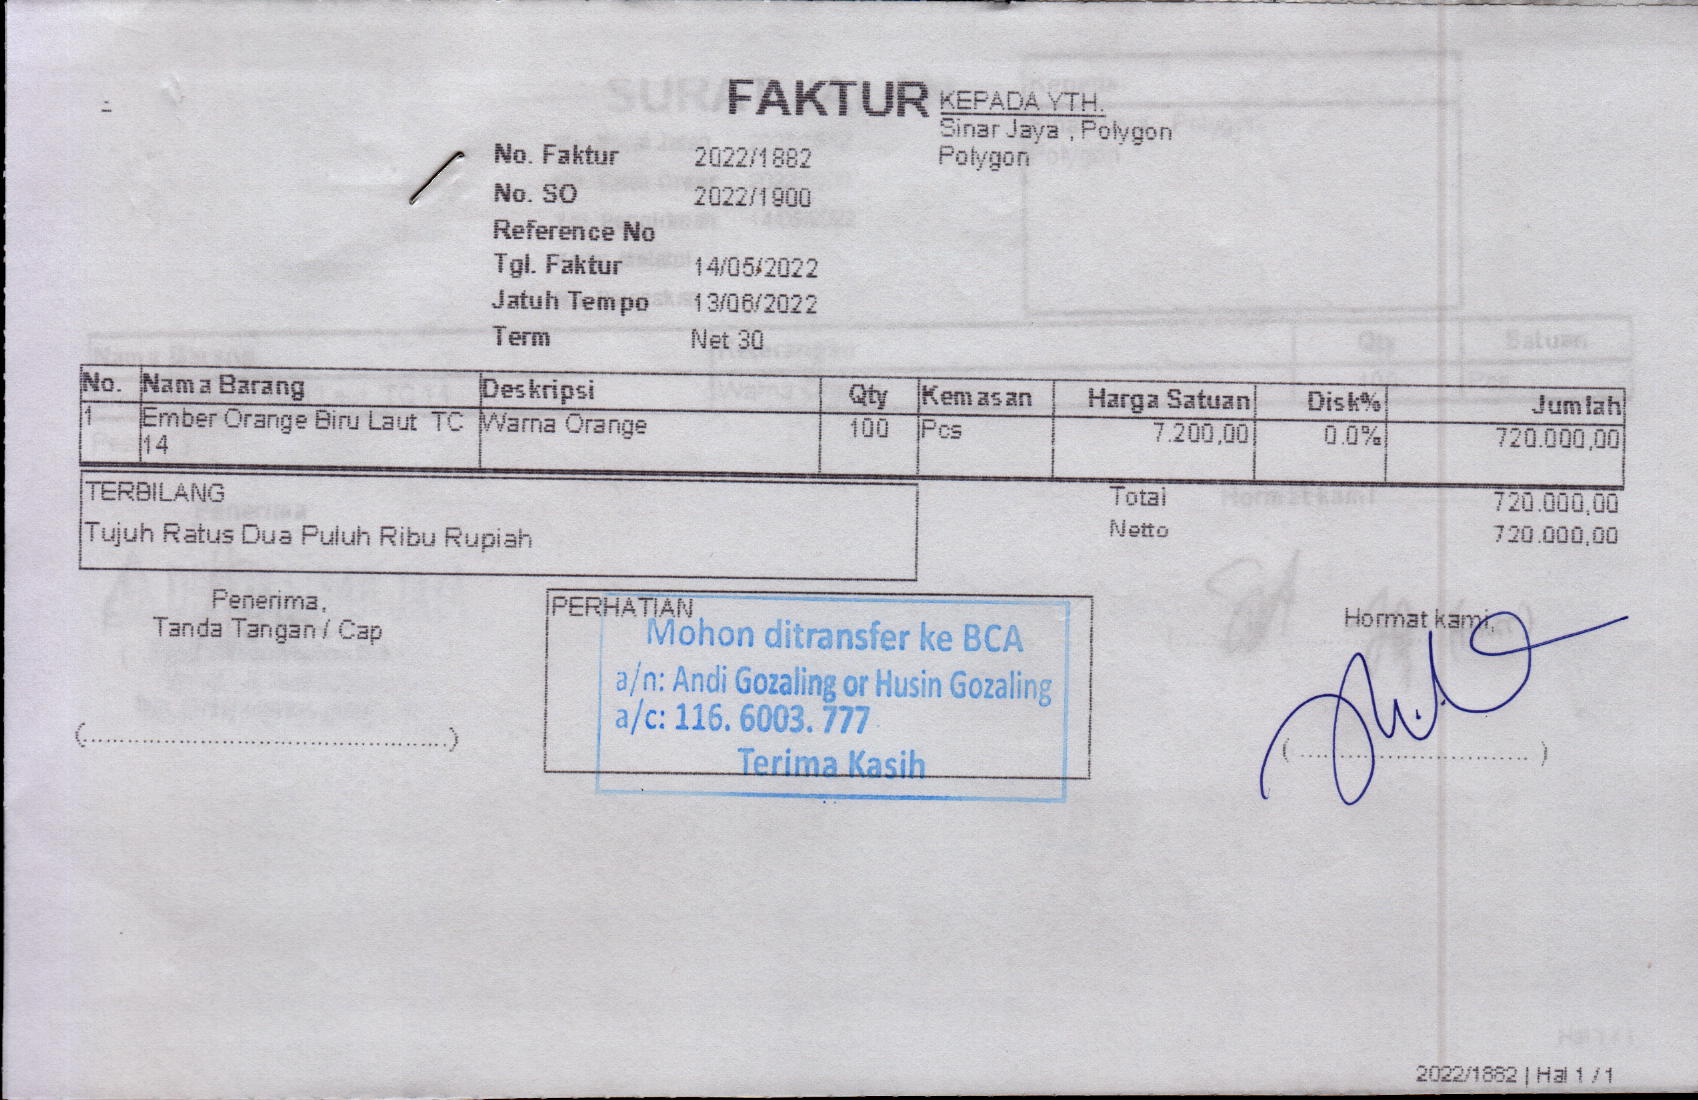 FAKTUR
KEPADA YTH.
Sinar Jaya , Polygon
Polygon
No. Faktur 2022/1882
No. SO 2022/1900
Reference No
Tgl. Faktur 14/05/2022
Jatuh Tempo 13/06/2022
Term Net 30
No. Nama Barang Deskripsi Qty Kemasan Harga Satuan Disk% Jumlah
1 Ember Orange Biru Laut TC Warna Orange 100 Pcs 7.200,00 0.0% 720.000,00
14
TERBILANG
Tujuh Ratus Dua Puluh Ribu Rupiah
Total 720.000,00
Netto 720.000,00
Penerima,
Tanda Tangan / Cap
PERHATIAN
Mohon ditransfer ke BCA
a/n: Andi Gozaling or Husin Gozaling
a/c: 116. 6003. 777
Terima Kasih
Hormat kami,
2022/1882 | Hal 1 / 1